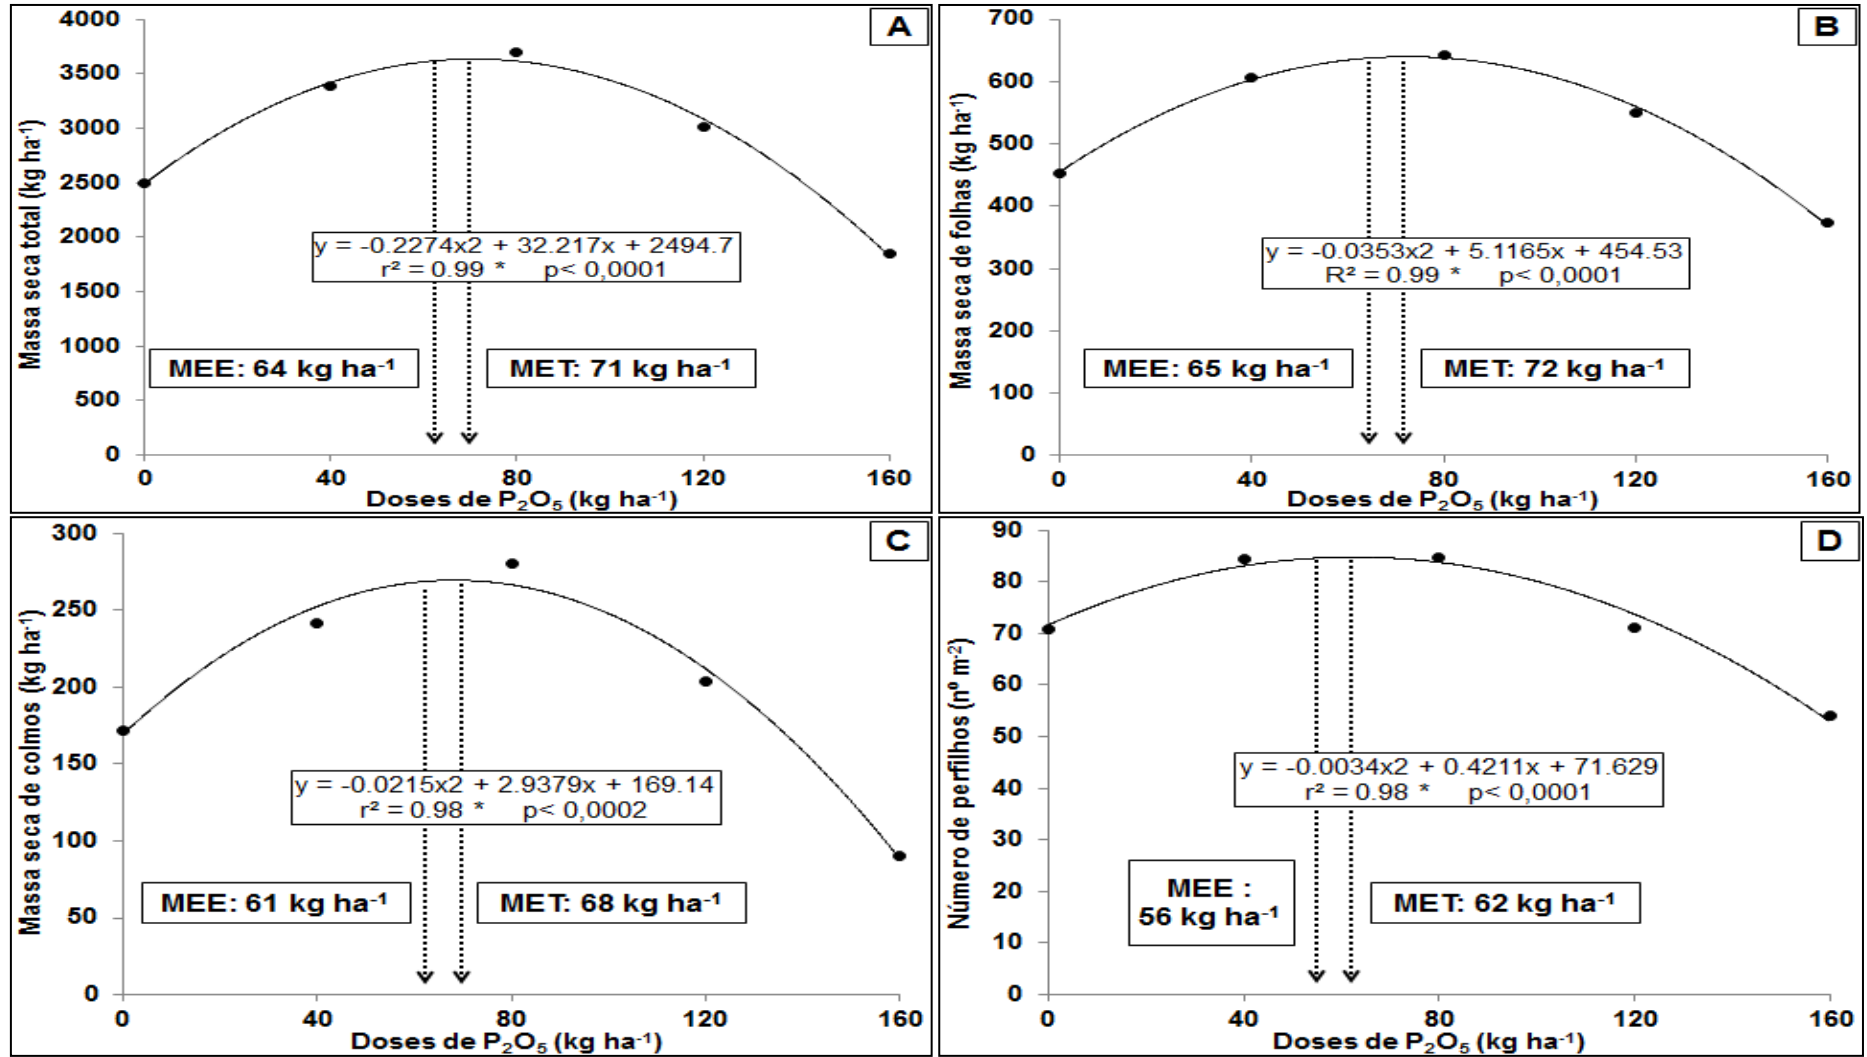 A
Massa seca total (kg ha⁻¹)
4000
3500
3000
2500
2000
1500
1000
500
0
y = -0.2274x2 + 32.217x + 2494.7
r² = 0.99 * p< 0,0001
MEE: 64 kg ha⁻¹
MET: 71 kg ha⁻¹
0 40 80 120 160
Doses de P₂O₅ (kg ha⁻¹)
B
Massa seca de folhas (kg ha⁻¹)
700
600
500
400
300
200
100
0
y = -0.0353x2 + 5.1165x + 454.53
R² = 0.99 * p< 0,0001
MEE: 65 kg ha⁻¹
MET: 72 kg ha⁻¹
0 40 80 120 160
Doses de P₂O₅ (kg ha⁻¹)
C
Massa seca de colmos (kg ha⁻¹)
300
250
200
150
100
50
0
y = -0.0215x2 + 2.9379x + 169.14
r² = 0.98 * p< 0,0002
MEE: 61 kg ha⁻¹
MET: 68 kg ha⁻¹
0 40 80 120 160
Doses de P₂O₅ (kg ha⁻¹)
D
Número de perfilhos (nº m⁻²)
90
80
70
60
50
40
30
20
10
0
y = -0.0034x2 + 0.4211x + 71.629
r² = 0.98 * p< 0,0001
MEE :
56 kg ha⁻¹
MET: 62 kg ha⁻¹
0 40 80 120 160
Doses de P₂O₅ (kg ha⁻¹)